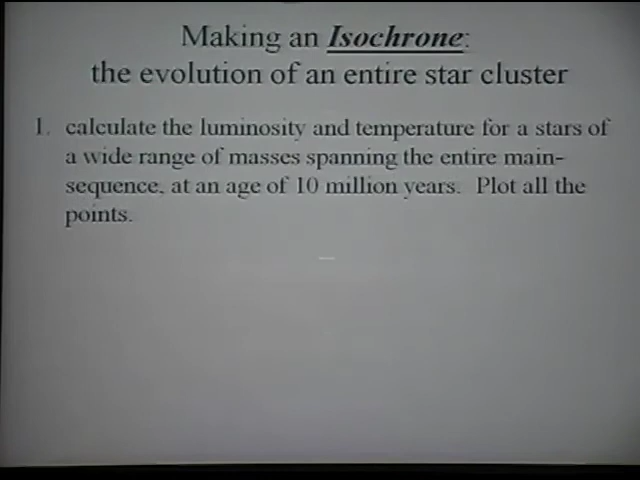 Making an Isochrone:
the evolution of an entire star cluster
1. calculate the luminosity and temperature for a stars of
a wide range of masses spanning the entire main-
sequence, at an age of 10 million years. Plot all the
points.